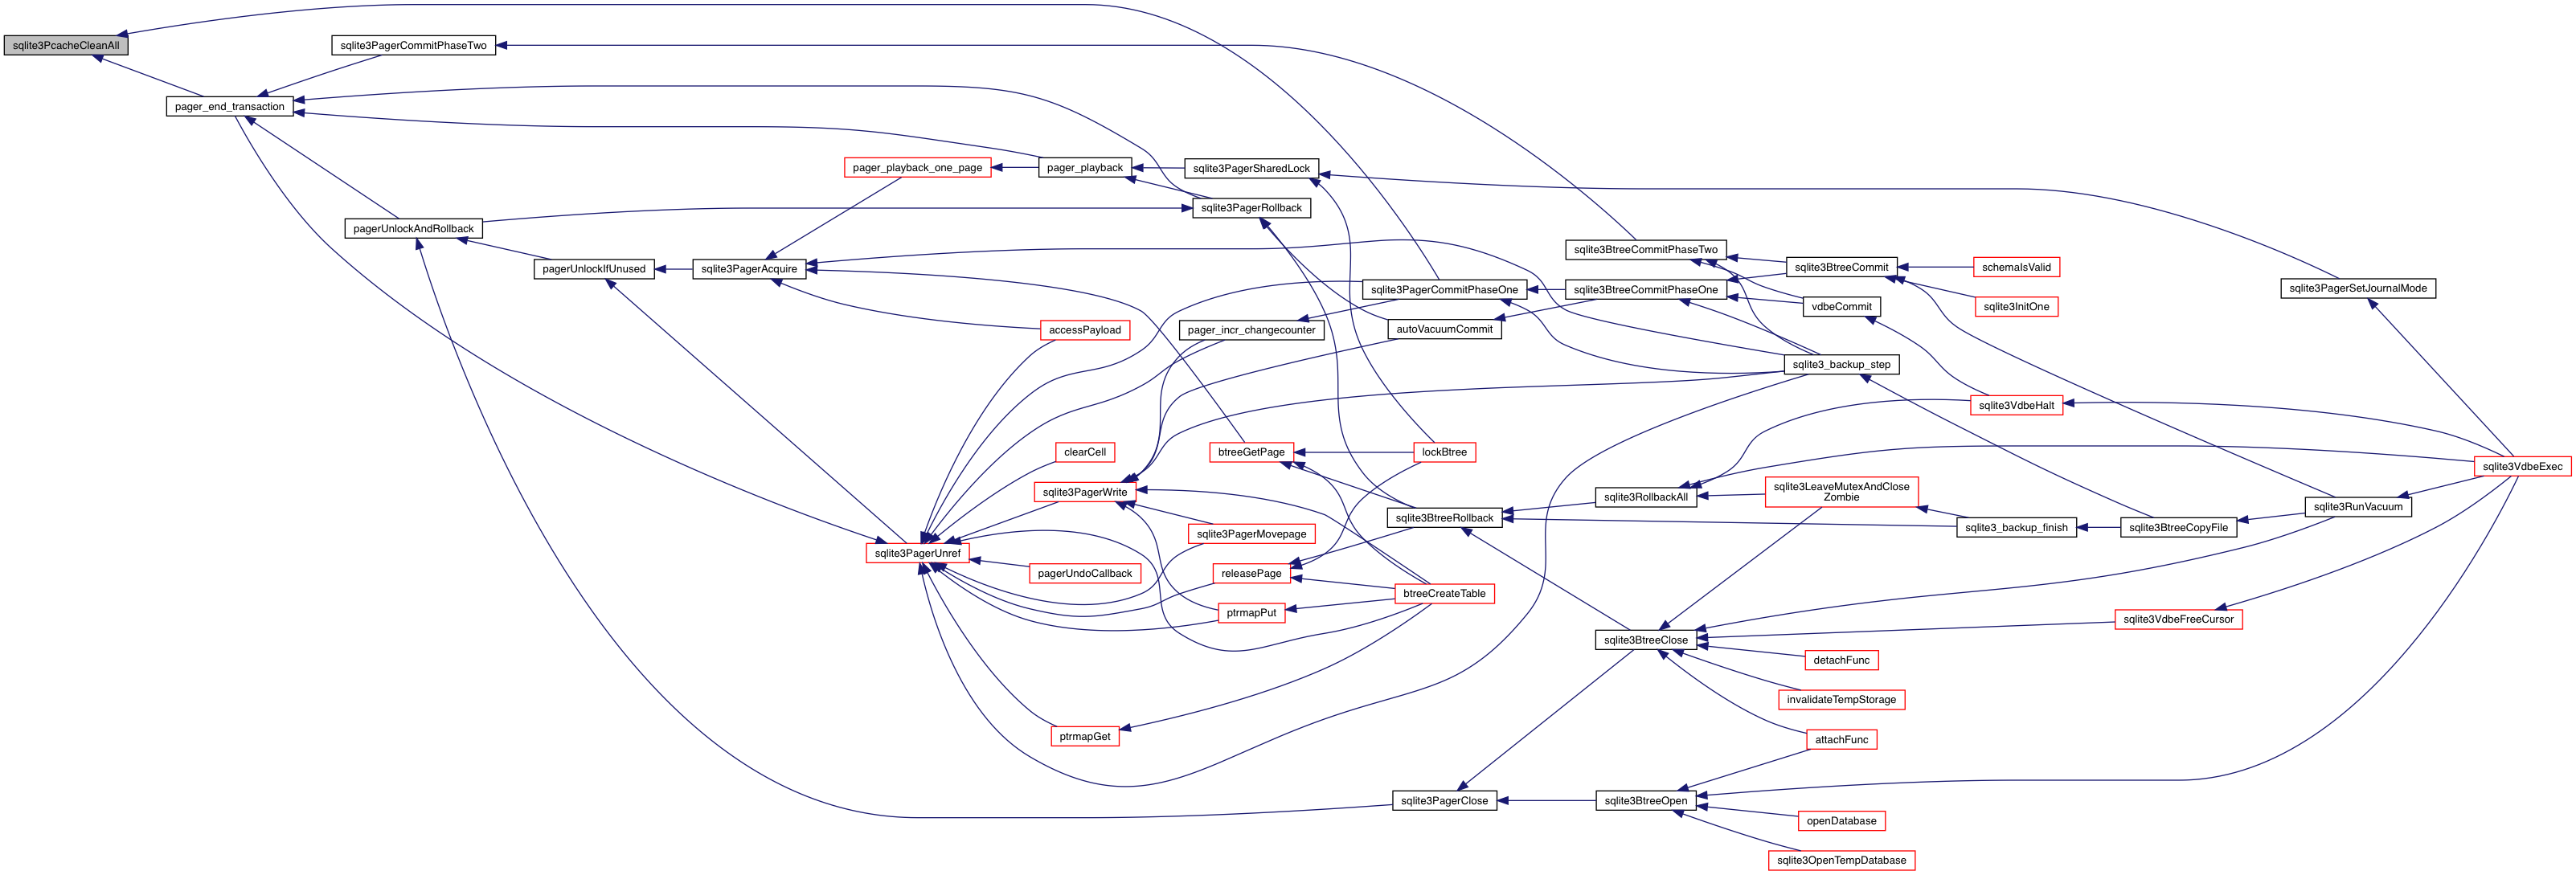 sqlite3PcacheCleanAll
sqlite3PagerCommitPhaseTwo
pager_end_transaction
pager_playback_one_page
pager_playback
sqlite3PagerSharedLock
sqlite3PagerRollback
pagerUnlockAndRollback
sqlite3BtreeCommitPhaseTwo
pagerUnlockIfUnused
sqlite3PagerAcquire
sqlite3BtreeCommit
schemaIsValid
sqlite3PagerCommitPhaseOne
sqlite3BtreeCommitPhaseOne
sqlite3PagerSetJournalMode
vdbeCommit
sqlite3InitOne
accessPayload
pager_incr_changecounter
autoVacuumCommit
sqlite3_backup_step
sqlite3VdbeHalt
clearCell
btreeGetPage
lockBtree
sqlite3VdbeExec
sqlite3PagerWrite
sqlite3RollbackAll
sqlite3LeaveMutexAndClose
Zombie
sqlite3RunVacuum
sqlite3BtreeRollback
sqlite3_backup_finish
sqlite3BtreeCopyFile
sqlite3PagerMovepage
sqlite3PagerUnref
pagerUndoCallback
releasePage
btreeCreateTable
ptrmapPut
sqlite3VdbeFreeCursor
sqlite3BtreeClose
detachFunc
invalidateTempStorage
ptrmapGet
attachFunc
sqlite3PagerClose
sqlite3BtreeOpen
openDatabase
sqlite3OpenTempDatabase